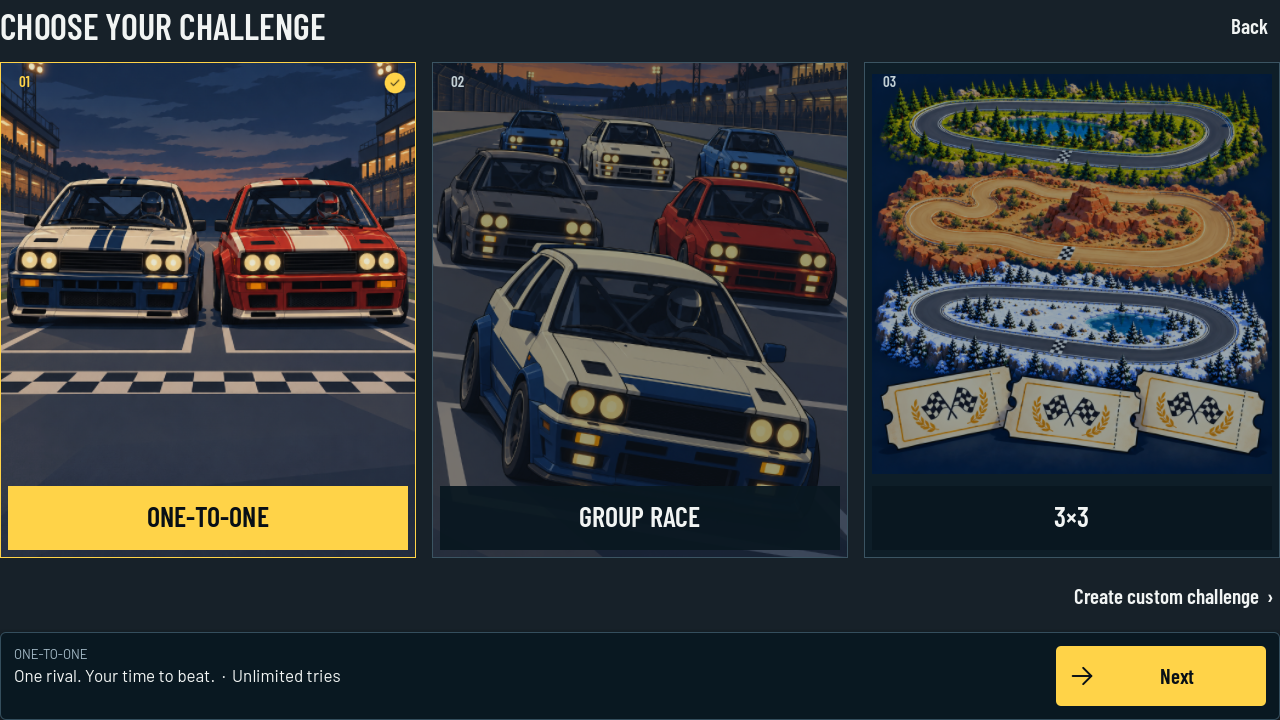 CHOOSE YOUR CHALLENGE
Back
01
02
03
ONE-TO-ONE
GROUP RACE
3×3
Create custom challenge ›
ONE-TO-ONE
One rival. Your time to beat. · Unlimited tries
Next